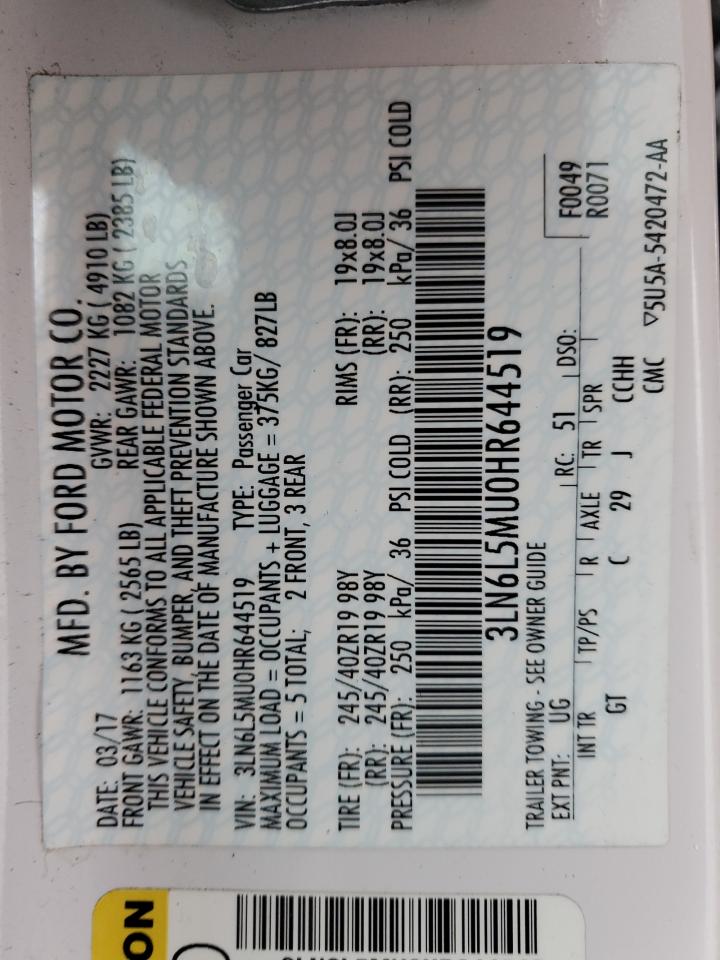 MFD. BY FORD MOTOR CO.
DATE: 03/17 GVWR: 2227 KG ( 4910 LB)
FRONT GAWR: 1163 KG ( 2565 LB) REAR GAWR: 1082 KG ( 2385 LB)
THIS VEHICLE CONFORMS TO ALL APPLICABLE FEDERAL MOTOR
VEHICLE SAFETY, BUMPER, AND THEFT PREVENTION STANDARDS
IN EFFECT ON THE DATE OF MANUFACTURE SHOWN ABOVE.
VIN: 3LN6L5MU0HR644519 TYPE: Passenger Car
MAXIMUM LOAD = OCCUPANTS + LUGGAGE = 375KG/ 827LB
OCCUPANTS = 5 TOTAL; 2 FRONT, 3 REAR
TIRE (FR): 245/40ZR19 98Y RIMS (FR): 19x8.0J
(RR): 245/40ZR19 98Y (RR): 19x8.0J
PRESSURE (FR): 250 kPa/ 36 PSI COLD (RR): 250 kPa/ 36 PSI COLD
3LN6L5MU0HR644519
TRAILER TOWING - SEE OWNER GUIDE
F0049
EXT PNT: UG RC: 51 DSO: R0071
INT TR TP/PS R AXLE TR SPR
GT C 29 J CCHH
CMC ▽5U5A-5420472-AA
ON